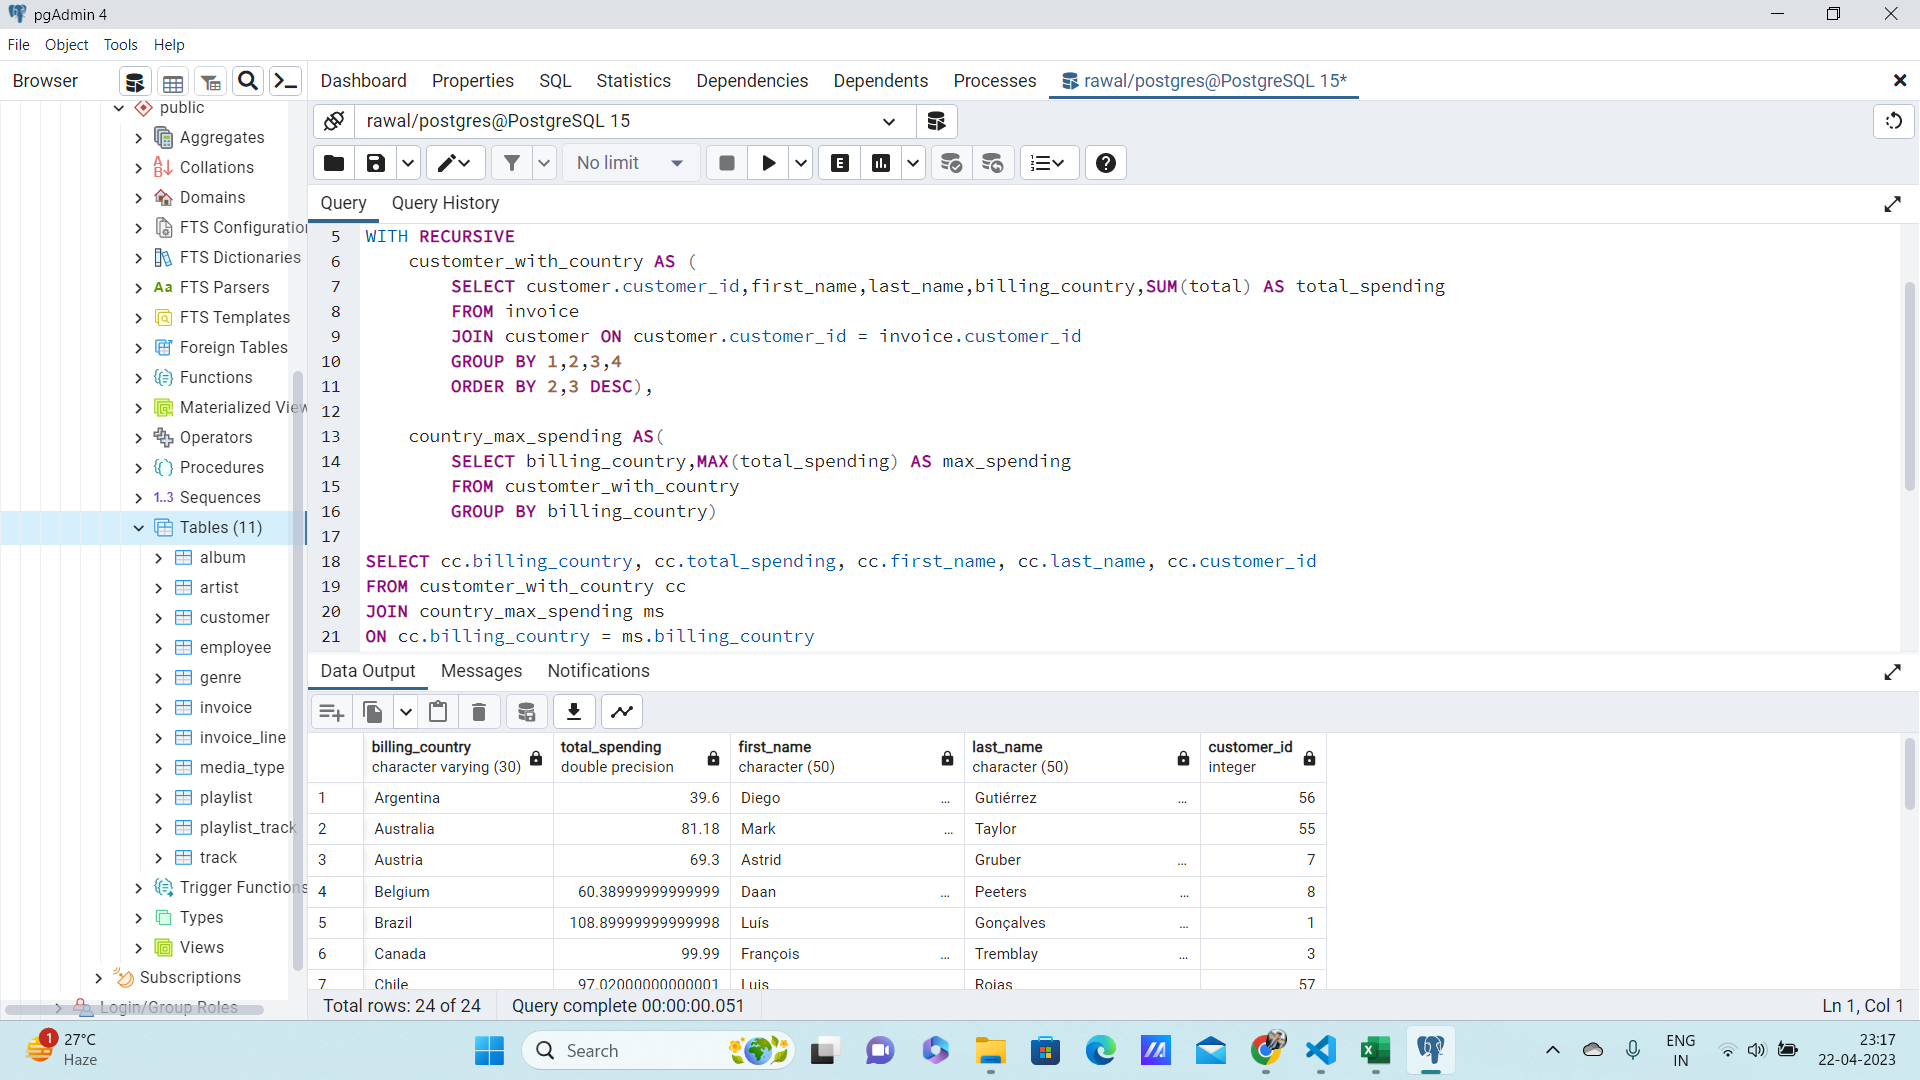 pgAdmin 4
File Object Tools Help
Browser
Dashboard Properties SQL Statistics Dependencies Dependents Processes rawal/postgres@PostgreSQL 15*
public
Aggregates
Collations
Domains
FTS Configuratio
FTS Dictionaries
Aa FTS Parsers
FTS Templates
Foreign Tables
Functions
Materialized View
Operators
Procedures
1..3 Sequences
Tables (11)
album
artist
customer
employee
genre
invoice
invoice_line
media_type
playlist
playlist_track
track
Trigger Functions
Types
Views
Subscriptions
Login/Group Roles
rawal/postgres@PostgreSQL 15
No limit
E
Query Query History
5 WITH RECURSIVE
6 customter_with_country AS (
7 SELECT customer.customer_id,first_name,last_name,billing_country,SUM(total) AS total_spending
8 FROM invoice
9 JOIN customer ON customer.customer_id = invoice.customer_id
10 GROUP BY 1,2,3,4
11 ORDER BY 2,3 DESC),
12
13 country_max_spending AS(
14 SELECT billing_country,MAX(total_spending) AS max_spending
15 FROM customter_with_country
16 GROUP BY billing_country)
17
18 SELECT cc.billing_country, cc.total_spending, cc.first_name, cc.last_name, cc.customer_id
19 FROM customter_with_country cc
20 JOIN country_max_spending ms
21 ON cc.billing_country = ms.billing_country
Data Output Messages Notifications
billing_country total_spending first_name last_name customer_id
character varying (30) double precision character (50) character (50) integer
1 Argentina 39.6 Diego ... Gutiérrez ... 56
2 Australia 81.18 Mark ... Taylor 55
3 Austria 69.3 Astrid Gruber ... 7
4 Belgium 60.38999999999999 Daan ... Peeters ... 8
5 Brazil 108.89999999999998 Luís Gonçalves ... 1
6 Canada 99.99 François ... Tremblay ... 3
7 Chile 97.02000000000001 Luis Rojas 57
Total rows: 24 of 24 Query complete 00:00:00.051 Ln 1, Col 1
1 27°C
Haze
Search
ENG
IN
23:17
22-04-2023